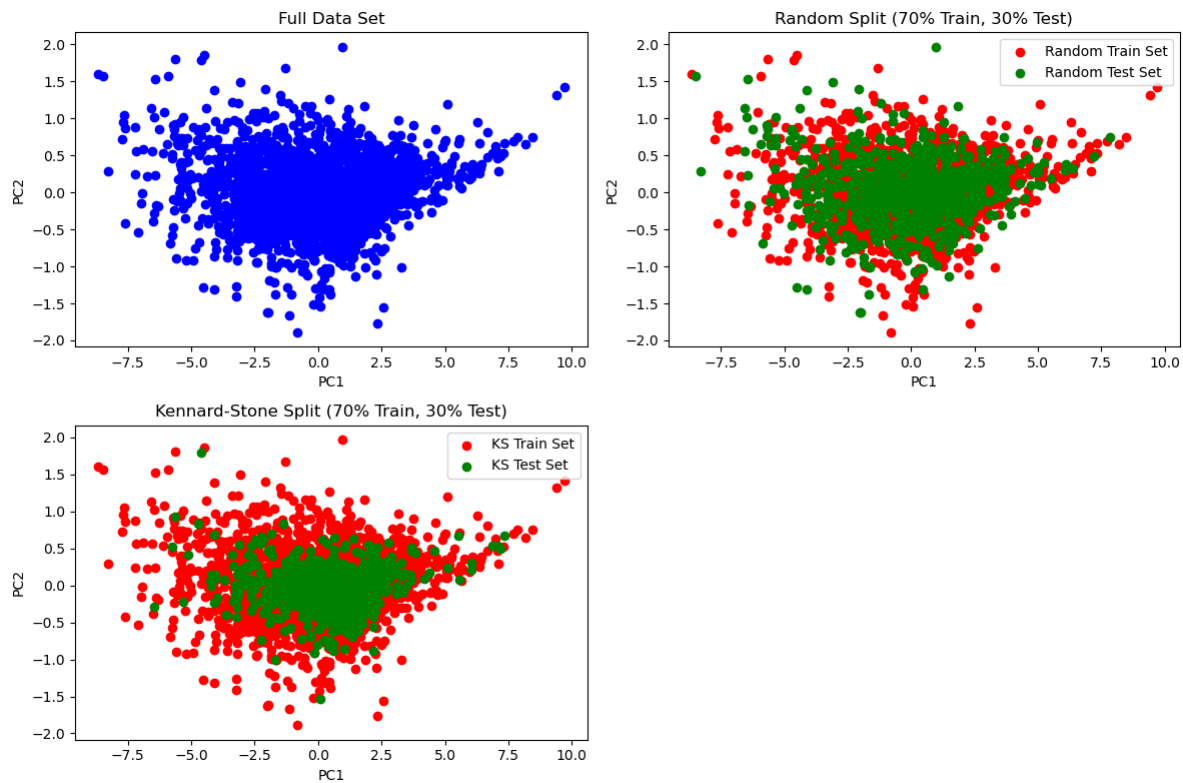 Full Data Set
2.0
1.5
1.0
0.5
0.0
−0.5
−1.0
−1.5
−2.0
PC2
−7.5 −5.0 −2.5 0.0 2.5 5.0 7.5 10.0
PC1
Random Split (70% Train, 30% Test)
Random Train Set
Random Test Set
2.0
1.5
1.0
0.5
0.0
−0.5
−1.0
−1.5
−2.0
PC2
−7.5 −5.0 −2.5 0.0 2.5 5.0 7.5 10.0
PC1
Kennard-Stone Split (70% Train, 30% Test)
KS Train Set
KS Test Set
2.0
1.5
1.0
0.5
0.0
−0.5
−1.0
−1.5
−2.0
PC2
−7.5 −5.0 −2.5 0.0 2.5 5.0 7.5 10.0
PC1